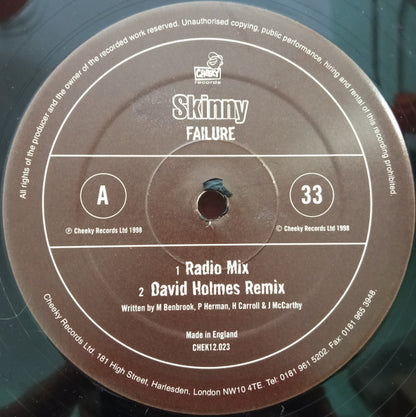 All rights of the producer and the owner of the recorded work reserved. Unauthorised copying, public performance, hiring and rental of this recording prohibited.
CHEEKY
records
Skinny
FAILURE
A
33
℗ Cheeky Records Ltd 1998
© Cheeky Records Ltd 1998
1 Radio Mix
2 David Holmes Remix
Written by M Benbrook, P Herman, H Carroll & J McCarthy
Made in England
CHEK12.023
Cheeky Records Ltd. 181 High Street, Harlesden. London NW10 4TE. Tel: 0181 961 5202. Fax: 0181 965 3948.